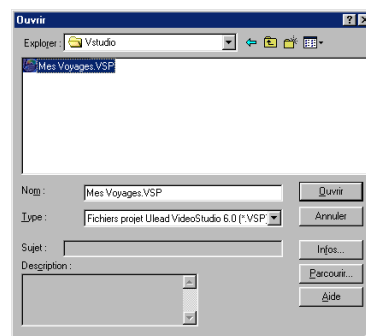 Ouvrir
Explorer : Vstudio
Mes Voyages.VSP
Nom : Mes Voyages.VSP Ouvrir
Type : Fichiers projet Ulead VideoStudio 6.0 (*.VSP) Annuler
Sujet : Infos...
Description : Parcourir...
Aide